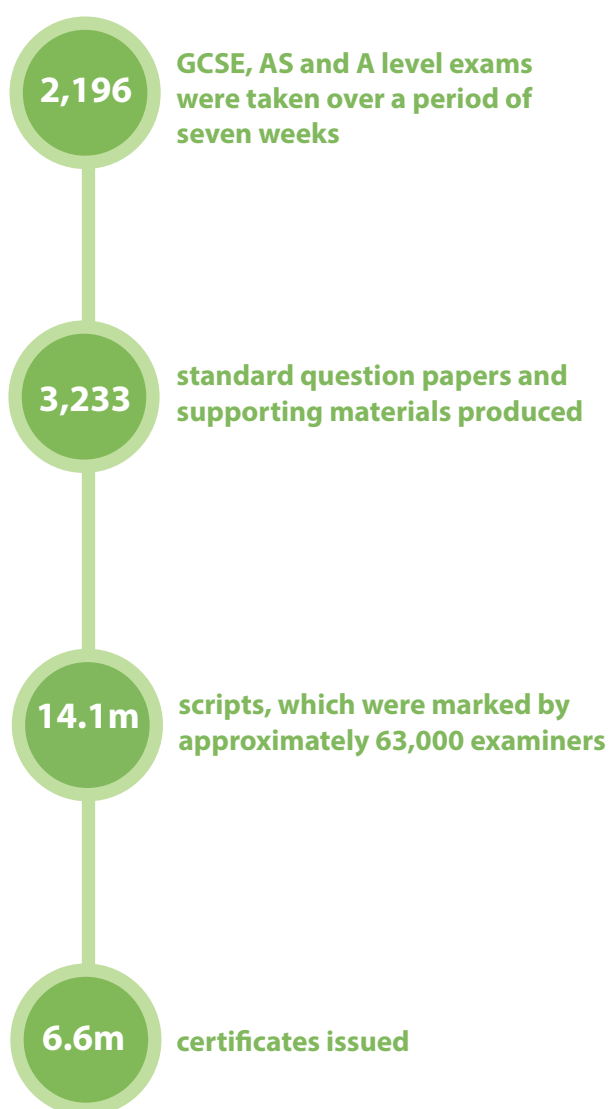 2,196
GCSE, AS and A level exams
were taken over a period of
seven weeks
3,233
standard question papers and
supporting materials produced
14.1m
scripts, which were marked by
approximately 63,000 examiners
6.6m
certificates issued